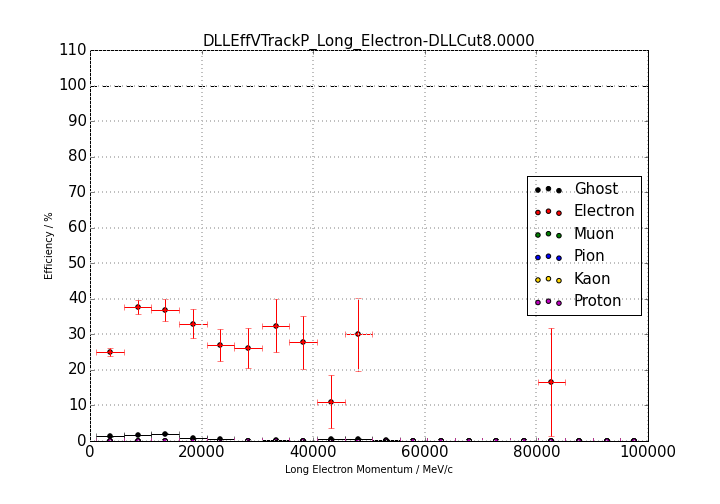 DLLEffVTrackP_Long_Electron-DLLCut8.0000
110
100
90
80
70
60
50
40
30
20
10
0
Efficiency / %
Ghost
Electron
Muon
Pion
Kaon
Proton
0 20000 40000 60000 80000 100000
Long Electron Momentum / MeV/c